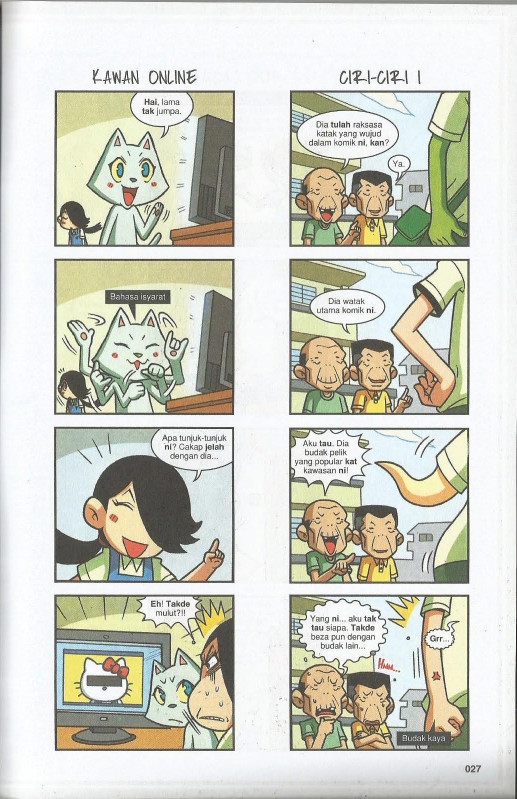 KAWAN ONLINE
Hai, lama
tak jumpa.
Bahasa isyarat
Apa tunjuk-tunjuk
ni? Cakap jelah
dengan dia...
Eh! Takde
mulut?!!
CIRI-CIRI 1
Dia tulah raksasa
katak yang wujud
dalam komik ni, kan?
Ya.
Dia watak
utama komik ni.
Aku tau. Dia
budak pelik
yang popular kat
kawasan ni!
Yang ni... aku tak
tau siapa. Takde
beza pun dengan
budak lain...
Hmm...
Grr...
Budak kaya
027